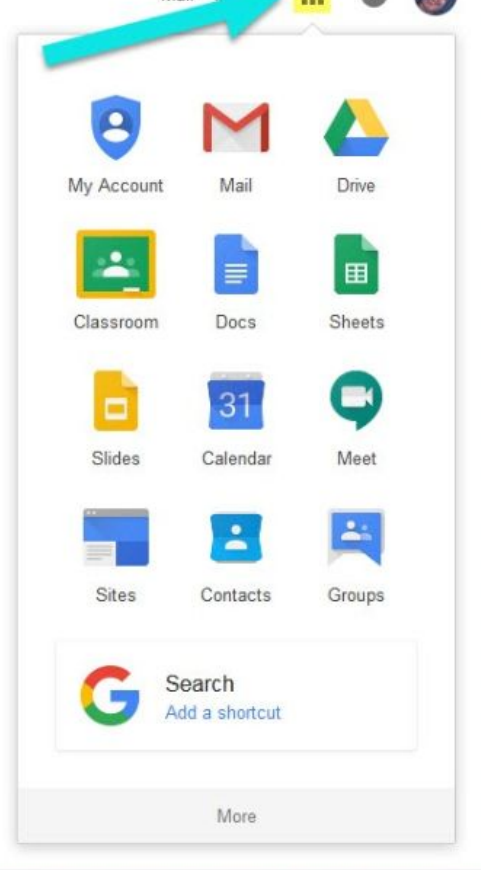 My Account Mail Drive
Classroom Docs Sheets
31
Slides Calendar Meet
Sites Contacts Groups
Search
Add a shortcut
More